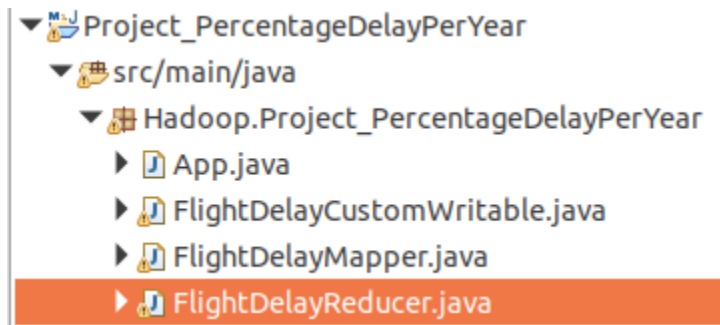 Project_PercentageDelayPerYear
src/main/java
Hadoop.Project_PercentageDelayPerYear
App.java
FlightDelayCustomWritable.java
FlightDelayMapper.java
FlightDelayReducer.java